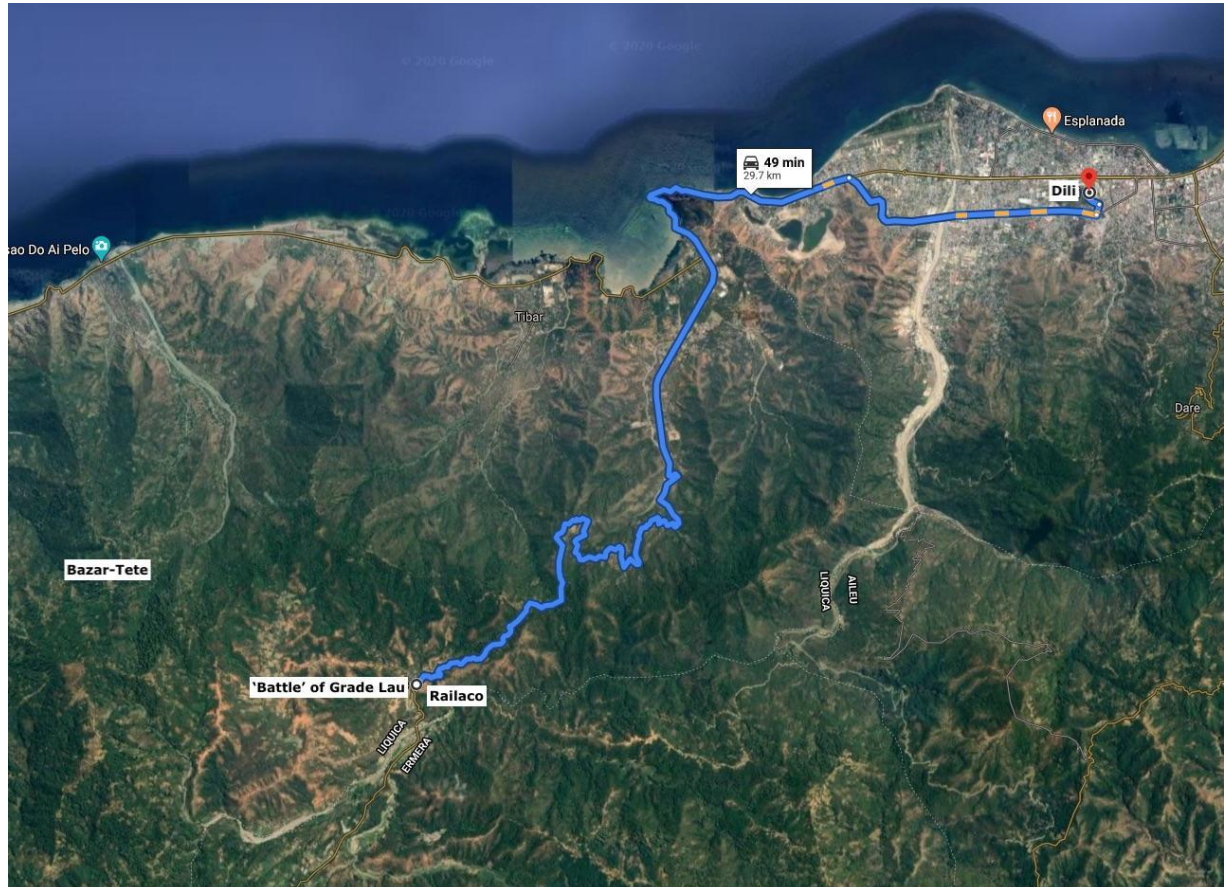 © 2020 Google
© 2020 Google
Esplanada
49 min
29.7 km
Dili
sao Do Ai Pelo
© 2020 Google
Tibar
Dare
Bazar-Tete
LIQUICA
AILEU
'Battle' of Grade Lau
Railaco
LIQUICA
ERMERA